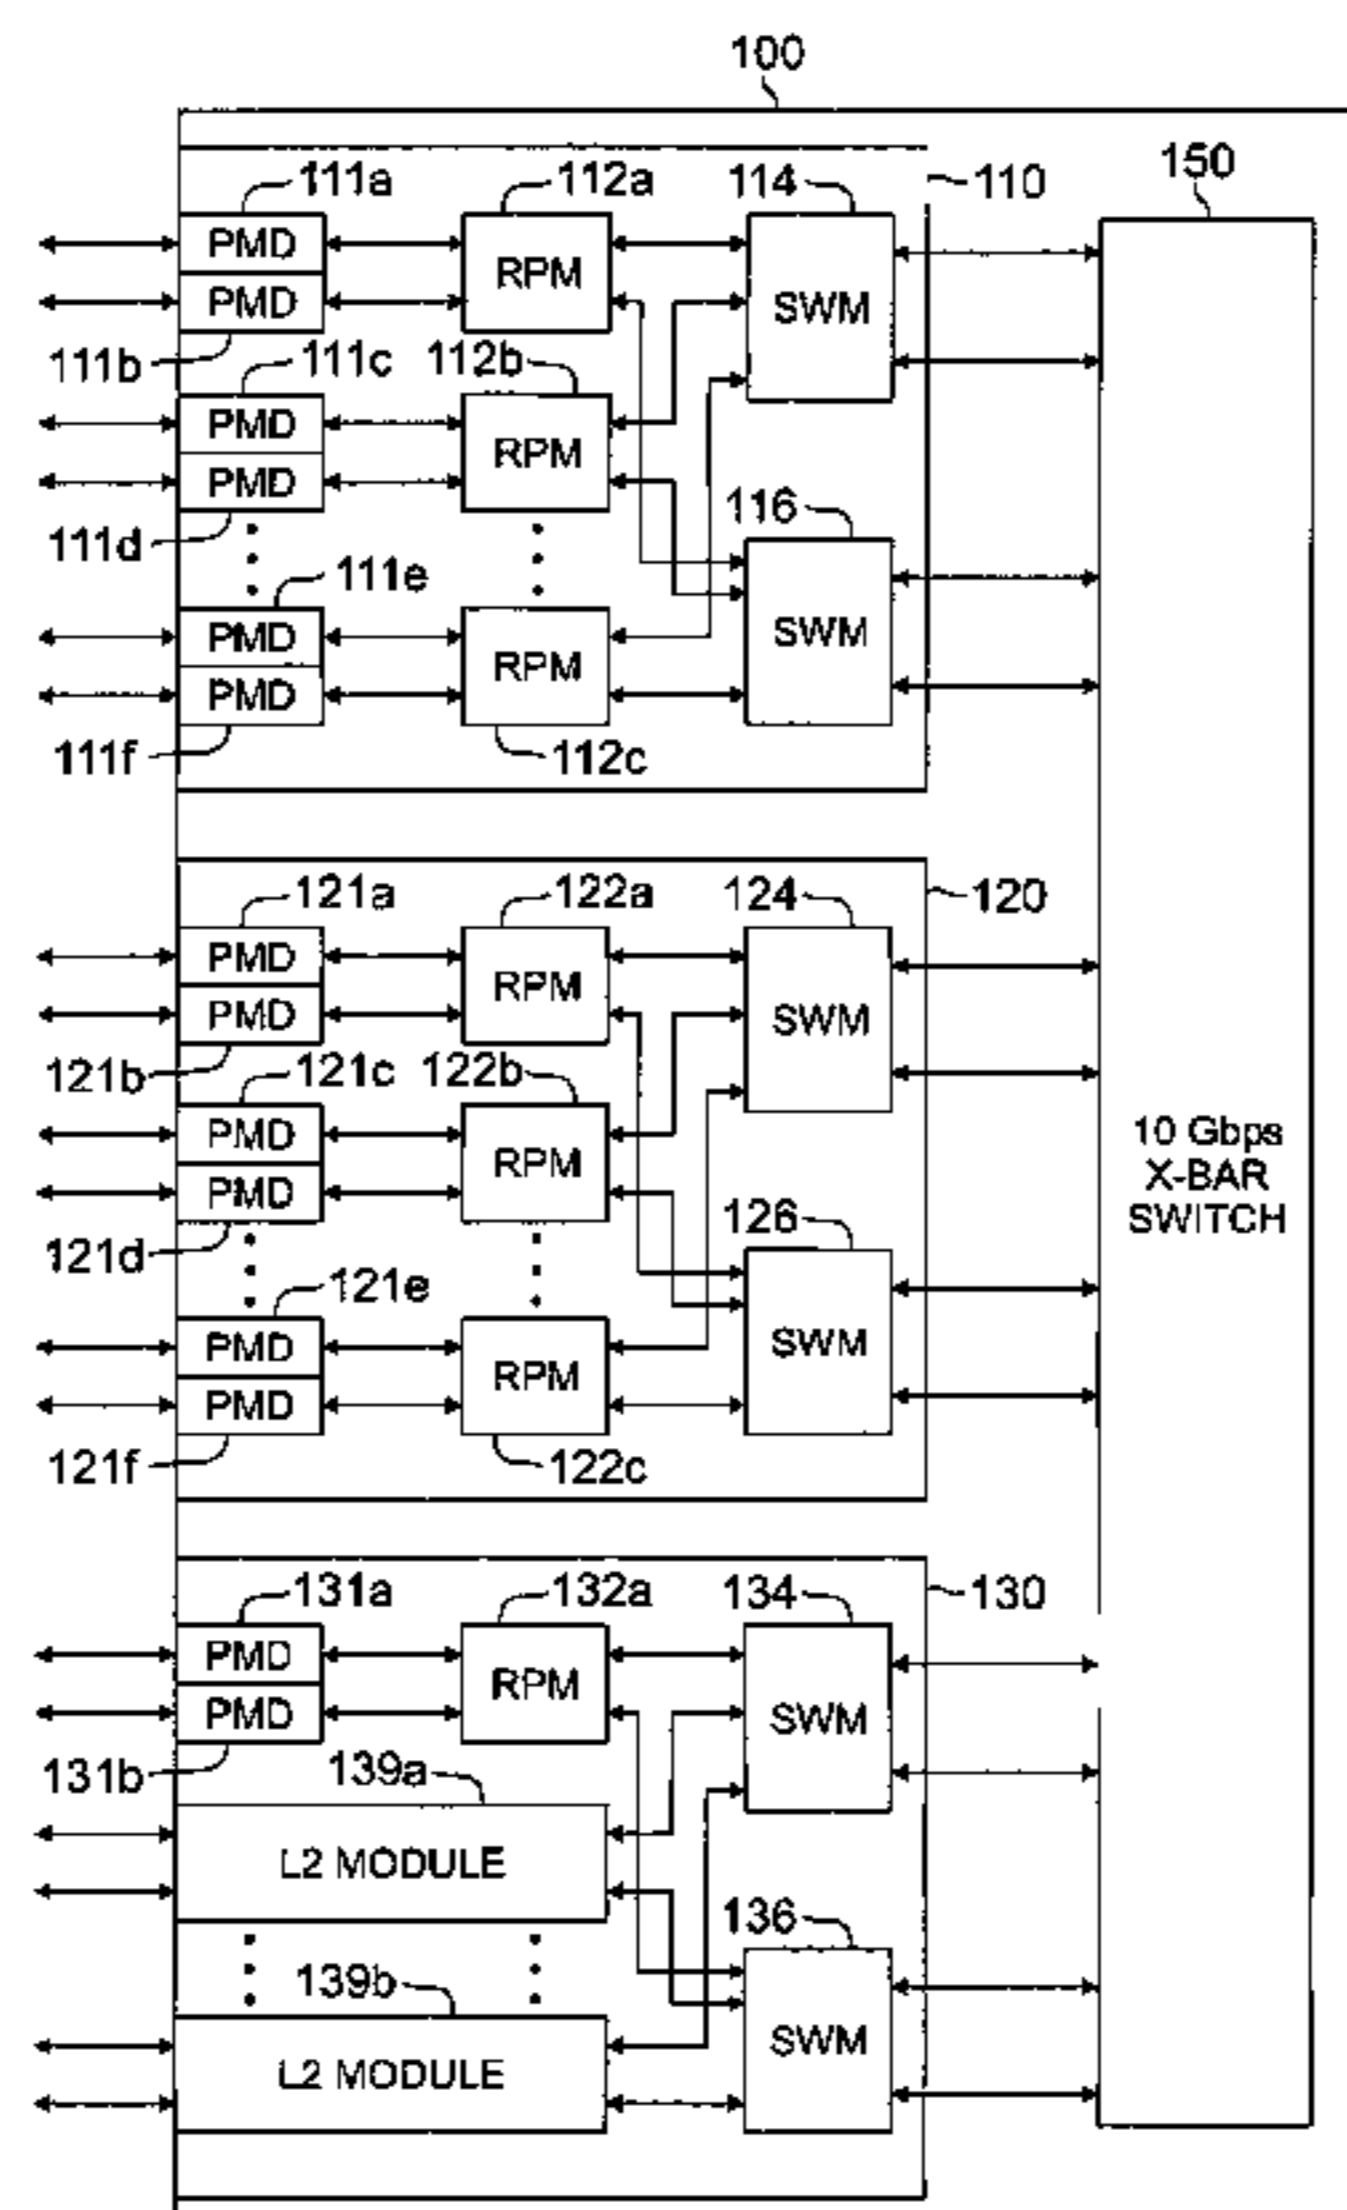 100
111a 112a 114 110 150
PMD
PMD
RPM
SWM
111b 111c 112b
PMD
PMD
RPM
116
111d
111e
PMD
PMD
RPM
SWM
111f 112c
121a 122a 124 120
PMD
PMD
RPM
SWM
121b 121c 122b
PMD
PMD
RPM
10 Gbps
X-BAR
SWITCH
126
121d
121e
PMD
PMD
RPM
SWM
121f 122c
131a 132a 134 130
PMD
PMD
RPM
SWM
131b 139a
L2 MODULE
136
139b
L2 MODULE
SWM